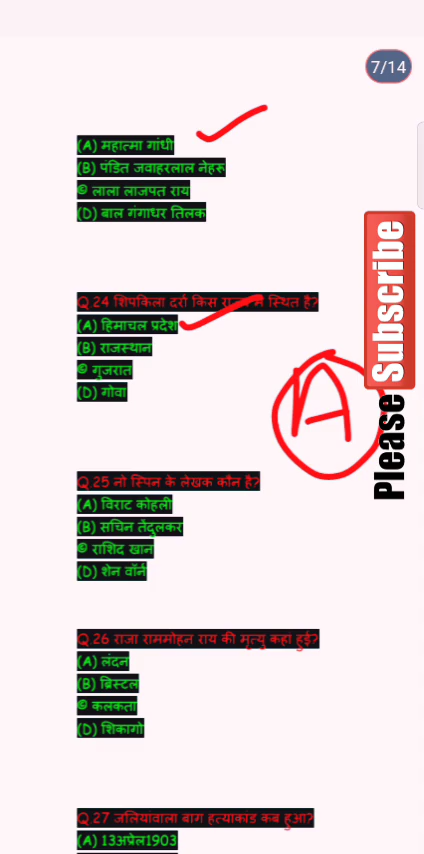 7/14
(A) महात्मा गांधी
(B) पंडित जवाहरलाल नेहरू
© लाला लाजपत राय
(D) बाल गंगाधर तिलक
Q.24 शिपकिला दर्रा किस राज्य में स्थित है?
(A) हिमाचल प्रदेश
(B) राजस्थान
© गुजरात
(D) गोवा
A
Please Subscribe
Q.25 नो स्पिन के लेखक कौन है?
(A) विराट कोहली
(B) सचिन तेंदुलकर
© राशिद खान
(D) शेन वॉर्न
Q.26 राजा राममोहन राय की मृत्यु कहां हुई?
(A) लंदन
(B) ब्रिस्टल
© कलकता
(D) शिकागो
Q.27 जलियावाला बाग हत्याकांड कब हुआ?
(A) 13अप्रेल1903